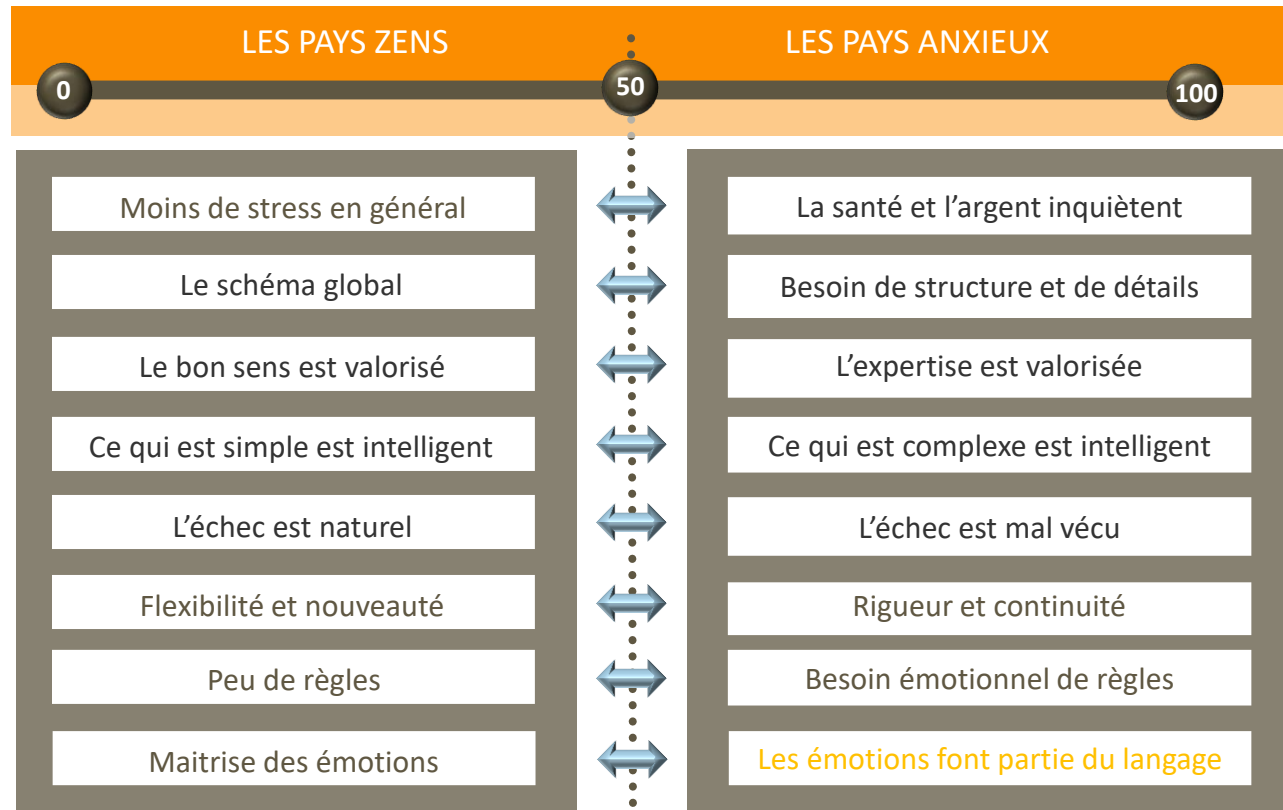 LES PAYS ZENS
LES PAYS ANXIEUX
0
50
100
Moins de stress en général
La santé et l’argent inquiètent
Le schéma global
Besoin de structure et de détails
Le bon sens est valorisé
L’expertise est valorisée
Ce qui est simple est intelligent
Ce qui est complexe est intelligent
L’échec est naturel
L’échec est mal vécu
Flexibilité et nouveauté
Rigueur et continuité
Peu de règles
Besoin émotionnel de règles
Maitrise des émotions
Les émotions font partie du langage